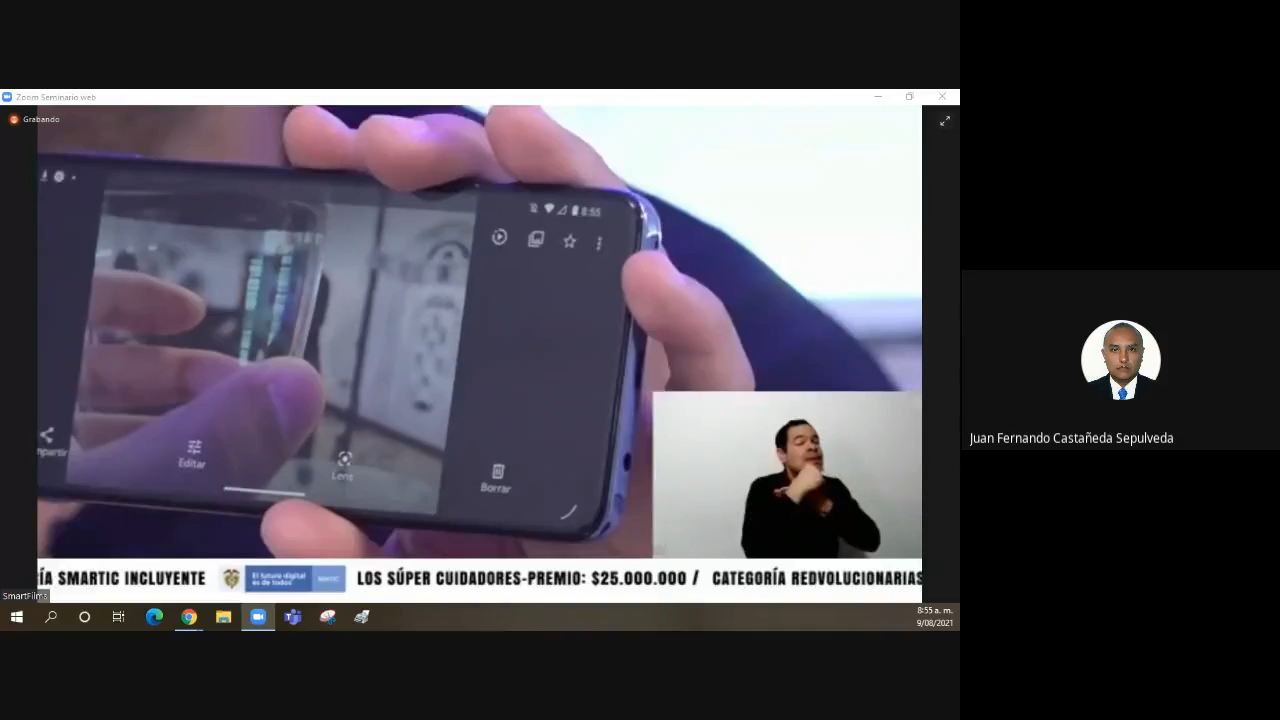 Zoom Seminario web
Grabando
8:55
Editar
Lens
Borrar
SMARTIC INCLUYENTE
El futuro digital
es de todos
MINTIC
LOS SÚPER CUIDADORES-PREMIO: $25.000.000 /
CATEGORÍA REDVOLUCIONARIAS
SmartFilms
8:55 a. m.
9/08/2021
Juan Fernando Castañeda Sepulveda